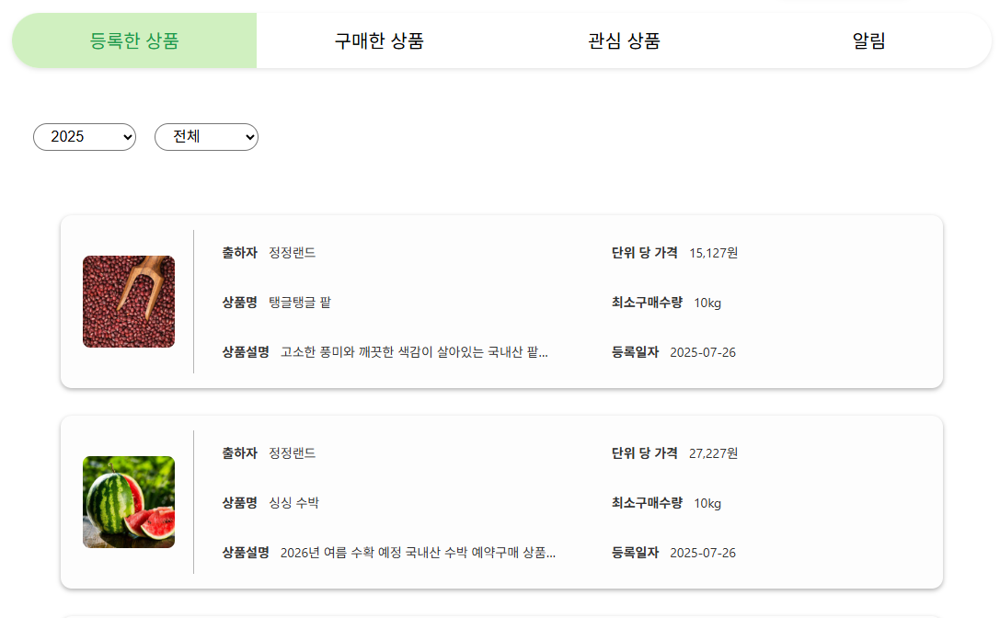 등록한 상품 구매한 상품 관심 상품 알림
2025 전체
출하자 정정랜드 단위 당 가격 15,127원
상품명 탱글탱글 팥 최소구매수량 10kg
상품설명 고소한 풍미와 깨끗한 색감이 살아있는 국내산 팥... 등록일자 2025-07-26
출하자 정정랜드 단위 당 가격 27,227원
상품명 싱싱 수박 최소구매수량 10kg
상품설명 2026년 여름 수확 예정 국내산 수박 예약구매 상품... 등록일자 2025-07-26